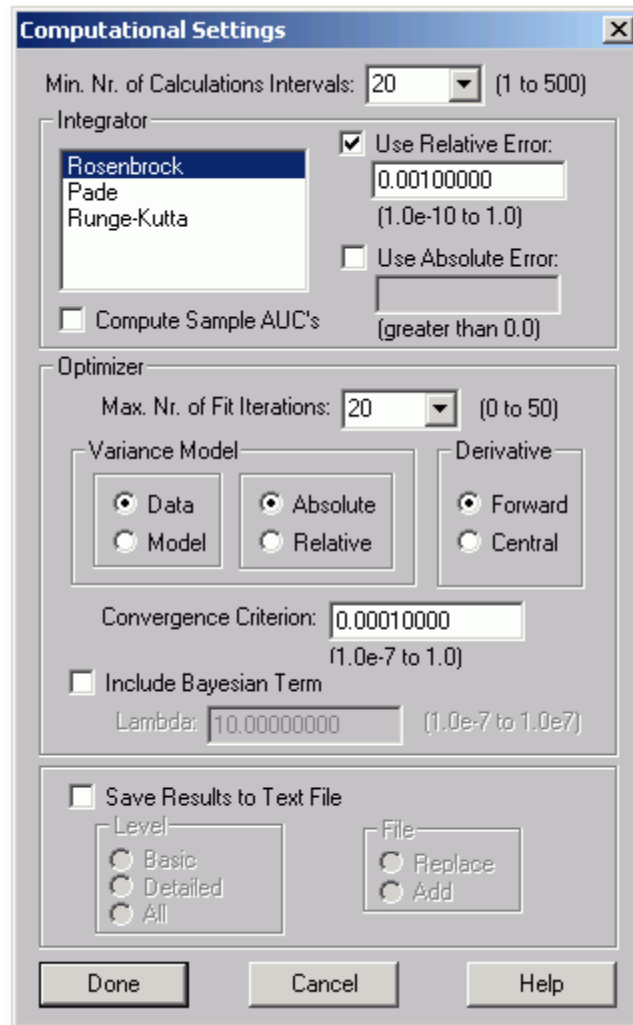 Computational Settings
Min. Nr. of Calculations Intervals: 20 (1 to 500)
Integrator
Rosenbrock
Pade
Runge-Kutta
Use Relative Error:
0.00100000
(1.0e-10 to 1.0)
Use Absolute Error:
(greater than 0.0)
Compute Sample AUC's
Optimizer
Max. Nr. of Fit Iterations: 20 (0 to 50)
Variance Model
Data
Model
Absolute
Relative
Derivative
Forward
Central
Convergence Criterion: 0.00010000
(1.0e-7 to 1.0)
Include Bayesian Term
Lambda: 10.00000000 (1.0e-7 to 1.0e7)
Save Results to Text File
Level
Basic
Detailed
All
File
Replace
Add
Done Cancel Help